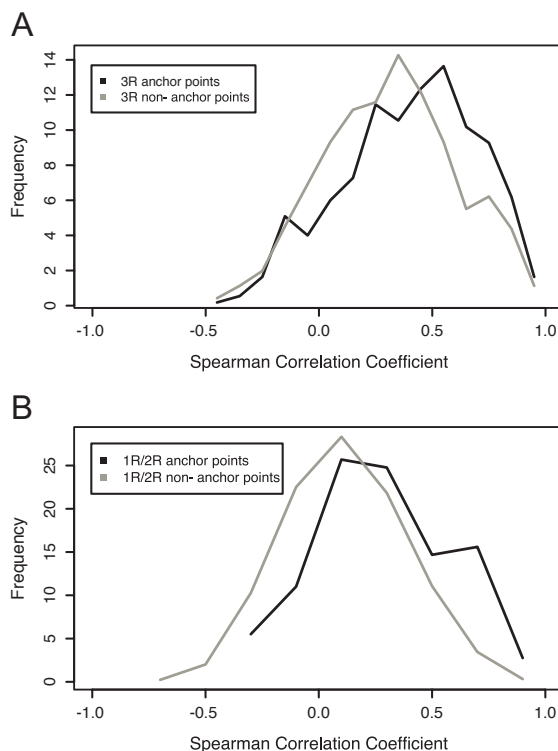 A
14
12
10
8
6
4
2
0
Frequency
3R anchor points
3R non- anchor points
-1.0 -0.5 0.0 0.5 1.0
Spearman Correlation Coefficient
B
25
20
15
10
5
0
Frequency
1R/2R anchor points
1R/2R non- anchor points
-1.0 -0.5 0.0 0.5 1.0
Spearman Correlation Coefficient